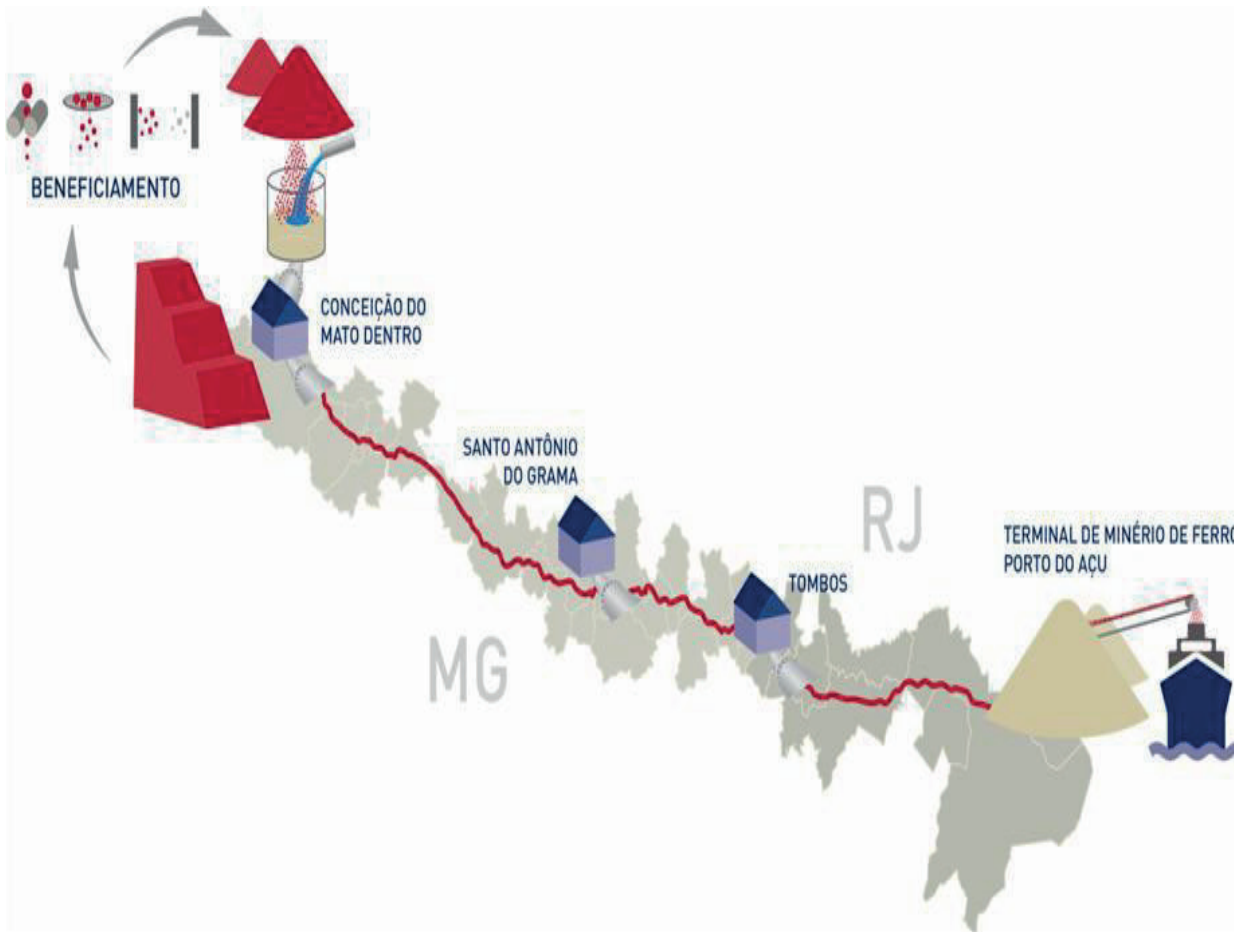 BENEFICIAMENTO
CONCEIÇÃO DO
MATO DENTRO
SANTO ANTÔNIO
DO GRAMA
RJ
TERMINAL DE MINÉRIO DE FERRO
PORTO DO AÇU
TOMBOS
MG